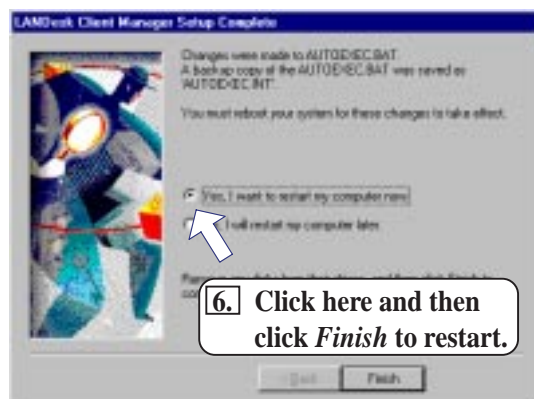 LANDesk Client Manager Setup Complete
Changes were made to AUTOEXEC.BAT.
A backup copy of the AUTOEXEC.BAT was saved as
'AUTOEXEC.INT'.
You must reboot your system for these changes to take effect.
Yes, I want to restart my computer now.
I will restart my computer later.
6. Click here and then
click Finish to restart.
Finish